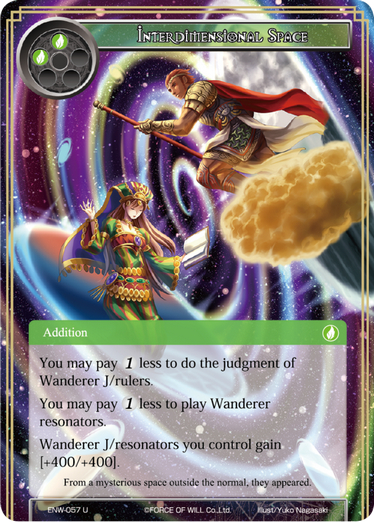 Interdimensional Space
Addition
You may pay 1 less to do the judgment of
Wanderer J/rulers.
You may pay 1 less to play Wanderer
resonators.
Wanderer J/resonators you control gain
[+400/+400].
From a mysterious space outside the normal, they appeared.
ENW-057 U ©FORCE OF WILL Co.,Ltd. Illust/Yuko Nagasaki